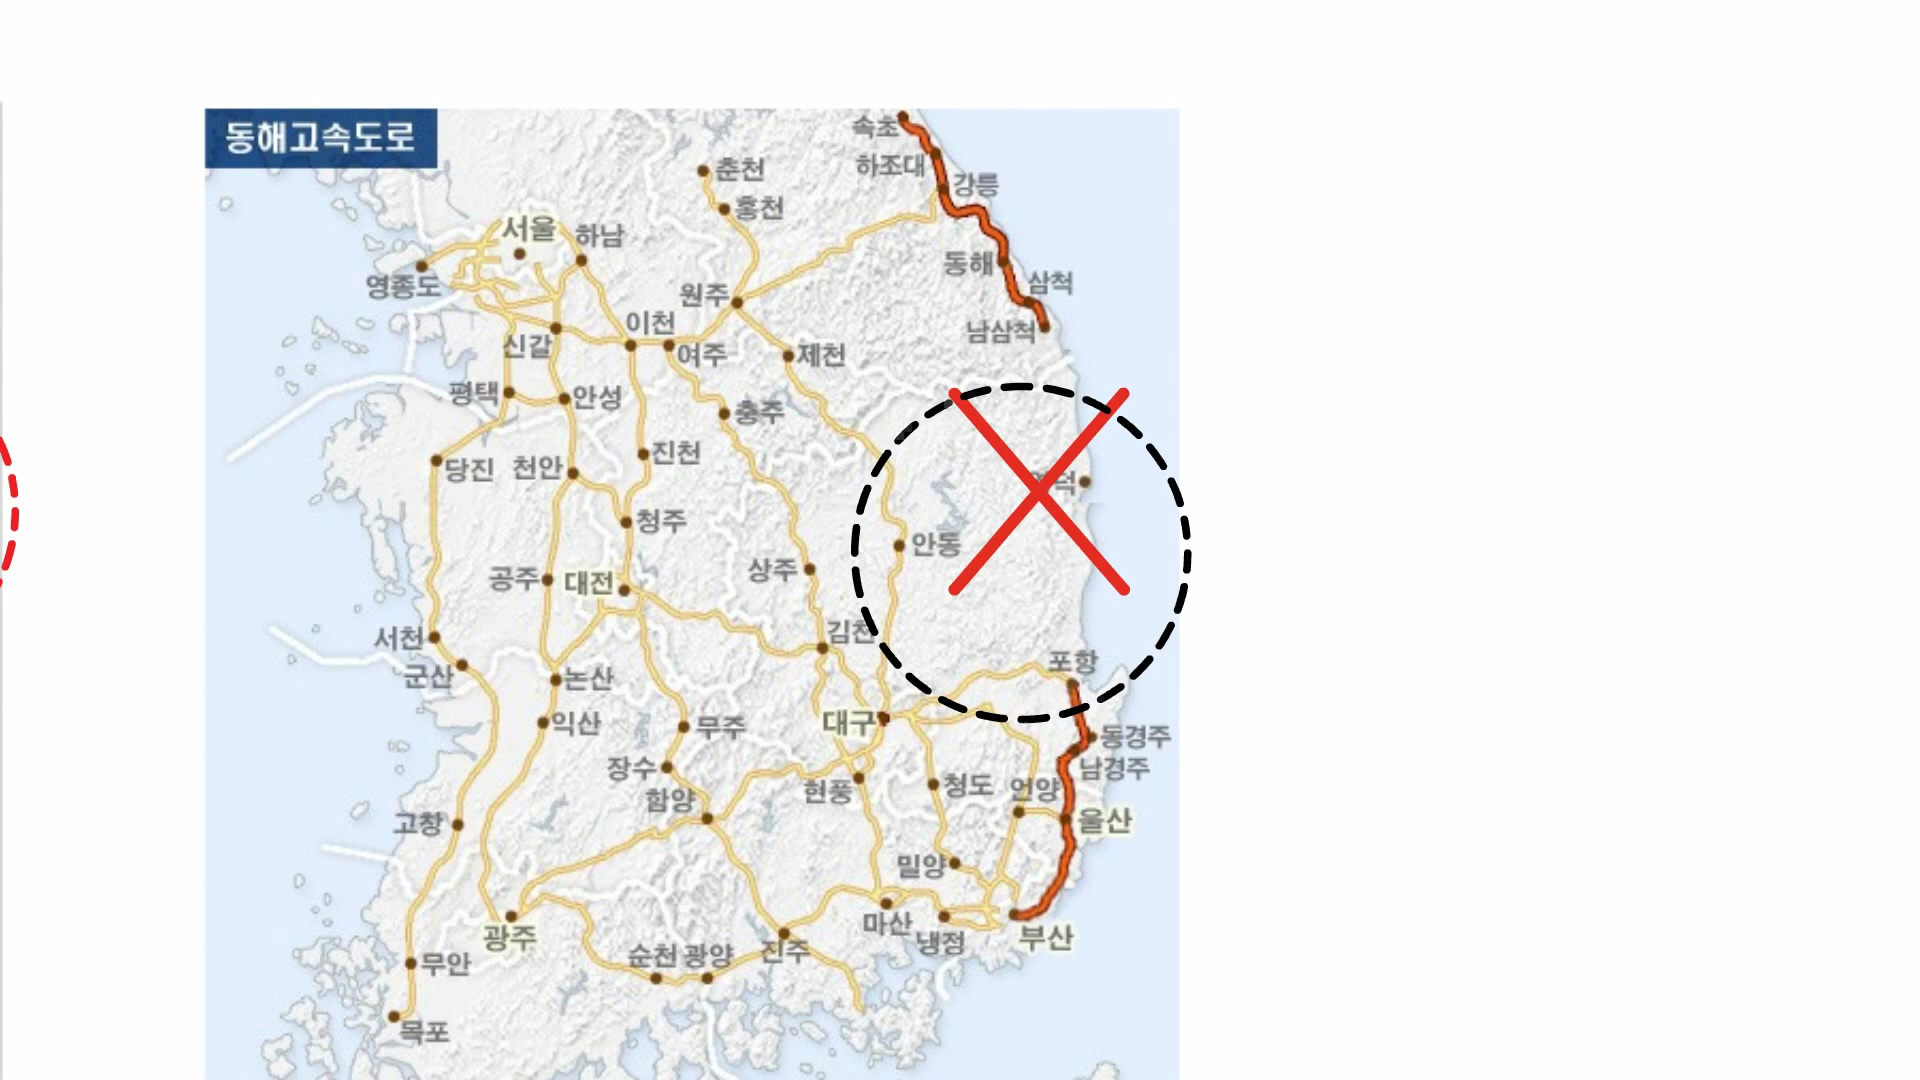 동해고속도로
속초
하조대
춘천
강릉
홍천
서울
하남
동해
영종도
삼척
원주
이천
남삼척
신갈
여주
제천
평택
안성
충주
진천
당진
천안
덕
청주
안동
상주
공주
대전
김천
서천
포항
군산
논산
익산
무주
대구
동경주
장수
남경주
현풍
청도
언양
함양
고창
울산
밀양
마산
광주
부산
냉정
진주
순천
광양
무안
목포